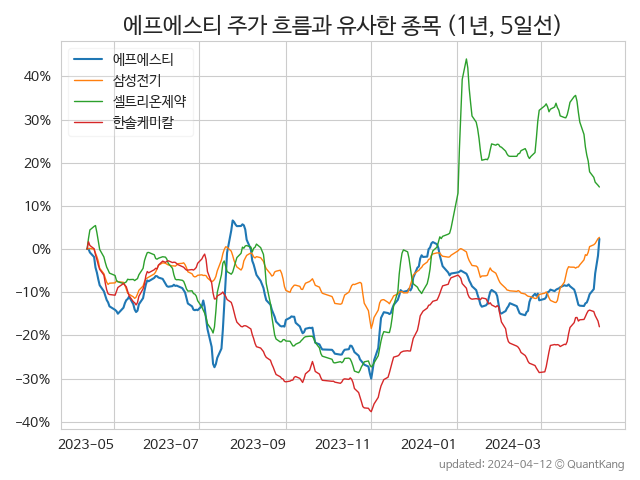 에프에스티 주가 흐름과 유사한 종목 (1년, 5일선)
에프에스티
삼성전기
셀트리온제약
한솔케미칼
40%
30%
20%
10%
0%
−10%
−20%
−30%
−40%
2023-05 2023-07 2023-09 2023-11 2024-01 2024-03
updated: 2024-04-12 © QuantKang